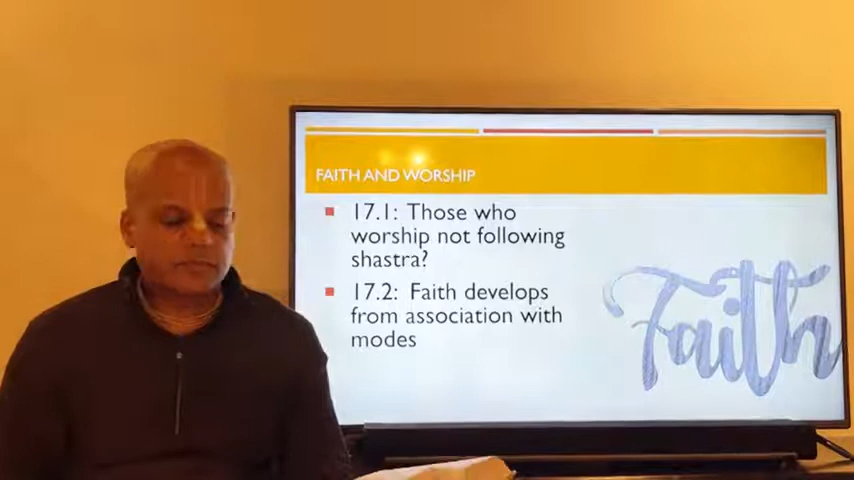 FAITH AND WORSHIP
▪ 17.1: Those who
worship not following
shastra?
▪ 17.2: Faith develops
from association with
modes
Faith